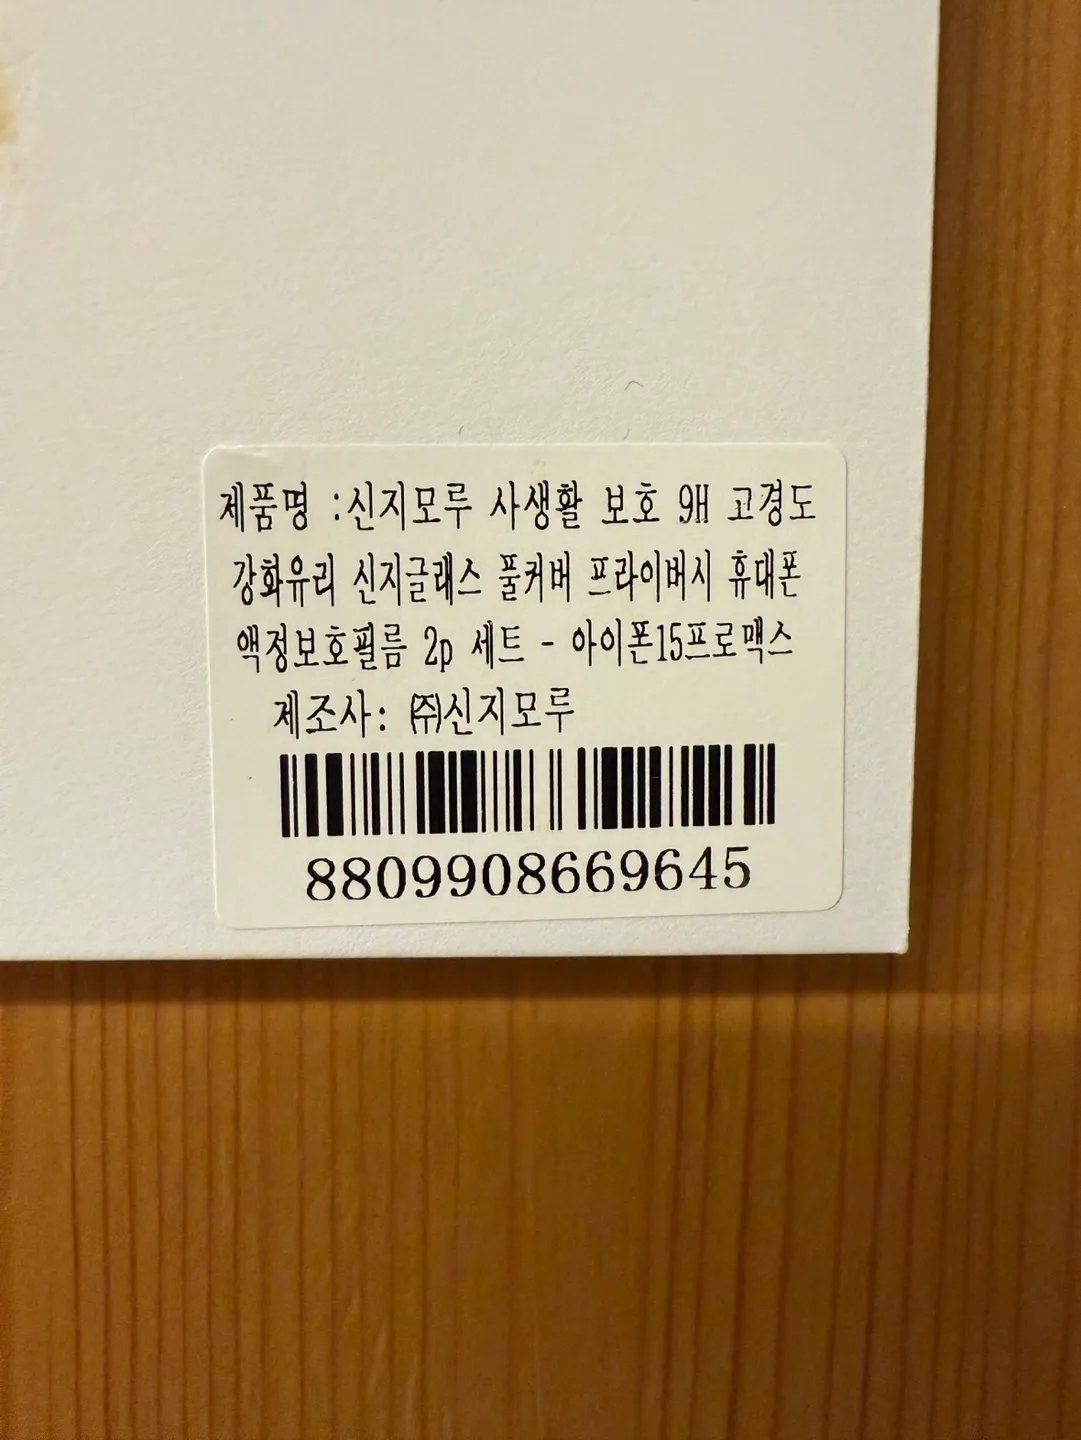 제품명 :신지모루 사생활 보호 9H 고경도
강화유리 신지글래스 풀커버 프라이버시 휴대폰
액정보호필름 2p 세트 - 아이폰15프로맥스
제조사: ㈜신지모루
8809908669645